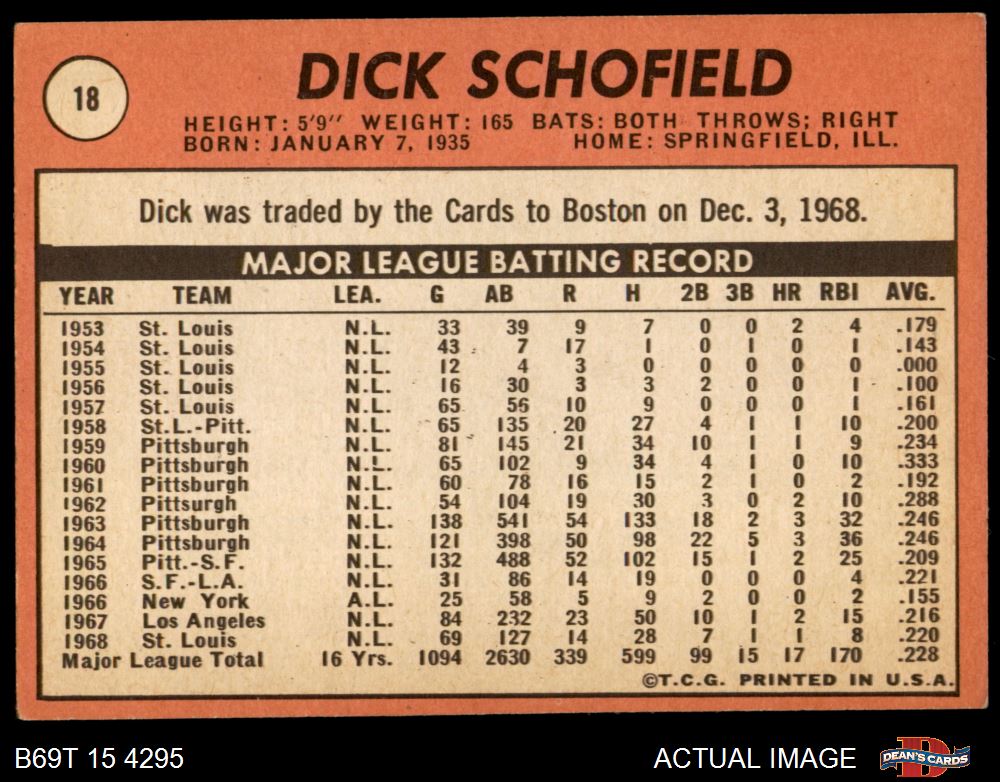 18
DICK SCHOFIELD
HEIGHT: 5'9" WEIGHT: 165 BATS: BOTH THROWS; RIGHT
BORN: JANUARY 7, 1935 HOME: SPRINGFIELD, ILL.
Dick was traded by the Cards to Boston on Dec. 3, 1968.
MAJOR LEAGUE BATTING RECORD
YEAR TEAM LEA. G AB R H 2B 3B HR RBI AVG.
1953 St. Louis N.L. 33 39 9 7 0 0 2 4 .179
1954 St. Louis N.L. 43 7 17 1 0 1 0 1 .143
1955 St. Louis N.L. 12 4 3 0 0 0 0 0 .000
1956 St. Louis N.L. 16 30 3 3 2 0 0 1 .100
1957 St. Louis N.L. 65 56 10 9 0 0 0 1 .161
1958 St.L.-Pitt. N.L. 65 135 20 27 4 1 1 10 .200
1959 Pittsburgh N.L. 81 145 21 34 10 1 1 9 .234
1960 Pittsburgh N.L. 65 102 9 34 4 1 0 10 .333
1961 Pittsburgh N.L. 60 78 16 15 2 1 0 2 .192
1962 Pittsurgh N.L. 54 104 19 30 3 0 2 10 .288
1963 Pittsburgh N.L. 138 541 54 133 18 2 3 32 .246
1964 Pittsburgh N.L. 121 398 50 98 22 5 3 36 .246
1965 Pitt.-S.F. N.L. 132 488 52 102 15 1 2 25 .209
1966 S.F.-L.A. N.L. 31 86 14 19 0 0 0 4 .221
1966 New York A.L. 25 58 5 9 2 0 0 2 .155
1967 Los Angeles N.L. 84 232 23 50 10 1 2 15 .216
1968 St. Louis N.L. 69 127 14 28 7 1 1 8 .220
Major League Total 16 Yrs. 1094 2630 339 599 99 15 17 170 .228
©T.C.G. PRINTED IN U.S.A.
B69T 15 4295 ACTUAL IMAGE DEAN'S CARDS